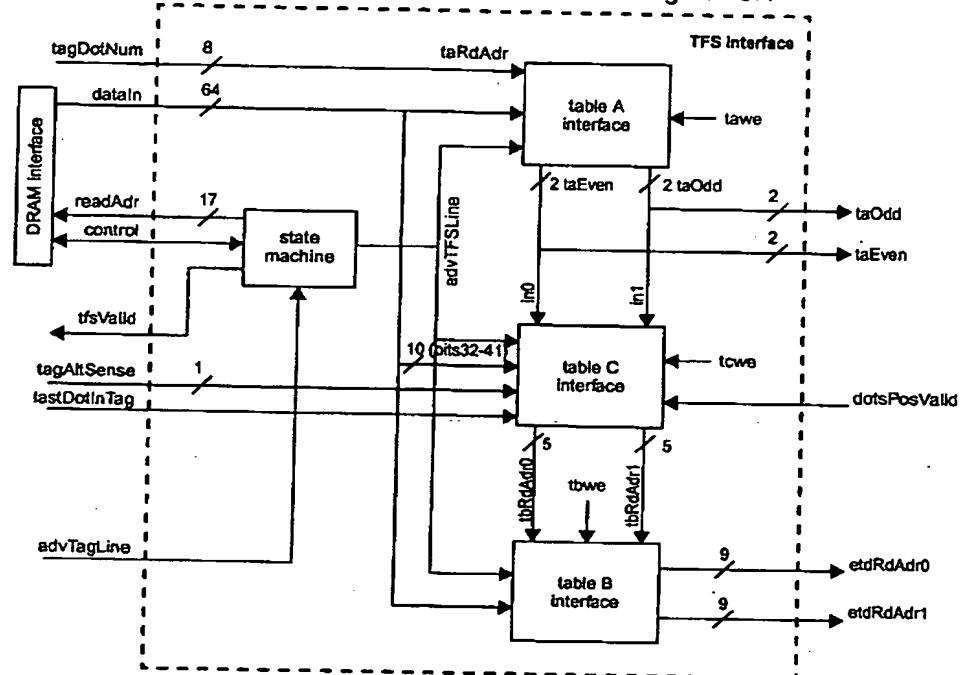 TFS Interface
tagDotNum
8
taRdAdr
dataIn
64
table A
interface
tawe
DRAM Interface
2 taEven
2 taOdd
readAdr
17
2
taOdd
control
state
machine
advTFSLine
2
taEven
in0
in1
tfsValid
10 (bits32-41)
table C
interface
tcwe
tagAltSense
1
lastDotInTag
dotsPosValid
5
5
tbRdAdr0
tbwe
tbRdAdr1
advTagLine
9
etdRdAdr0
table B
interface
9
etdRdAdr1